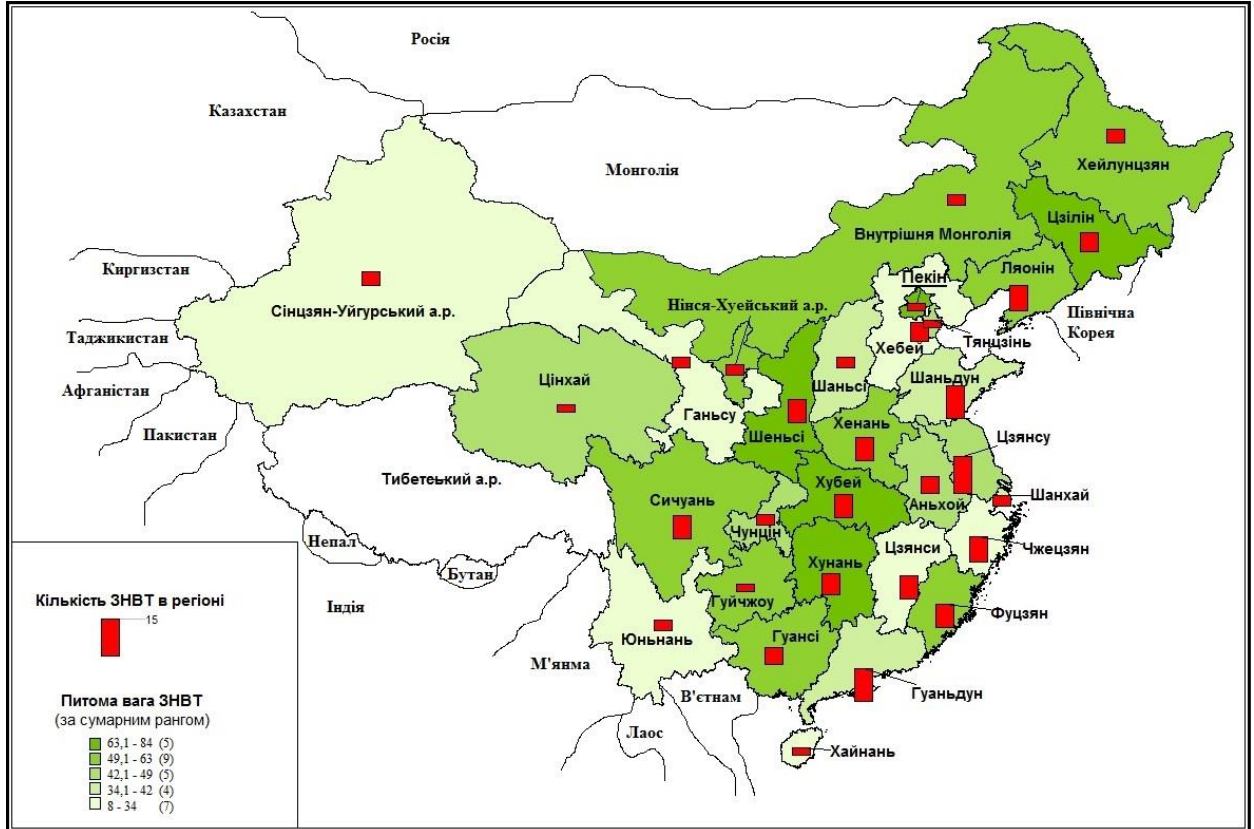 Росія
Казахстан
Монголія
Хейлунцзян
Внутрішня Монголія
Цзілін
Ляонін
Киргизстан
Пекін
Північна
Корея
Нінся-Хуейський а.р.
Сінцзян-Уйгурський а.р.
Таджикистан
Тянцзінь
Хебей
Афганістан
Цінхай
Шаньсі
Шаньдун
Ганьсу
Пакистан
Шеньсі
Хенань
Цзянсу
Тибетський а.р.
Сичуань
Хубей
Аньхой
Шанхай
Чунцін
Непал
Цзянси
Чжецзян
Бутан
Хунань
Гуйчжоу
Індія
Фуцзян
Юньнань
Гуансі
М'янма
В'єтнам
Гуаньдун
Лаос
Хайнань
Кількість ЗНВТ в регіоні
15
Питома вага ЗНВТ
(за сумарним рангом)
63,1 - 84 (5)
49,1 - 63 (9)
42,1 - 49 (5)
34,1 - 42 (4)
8 - 34 (7)